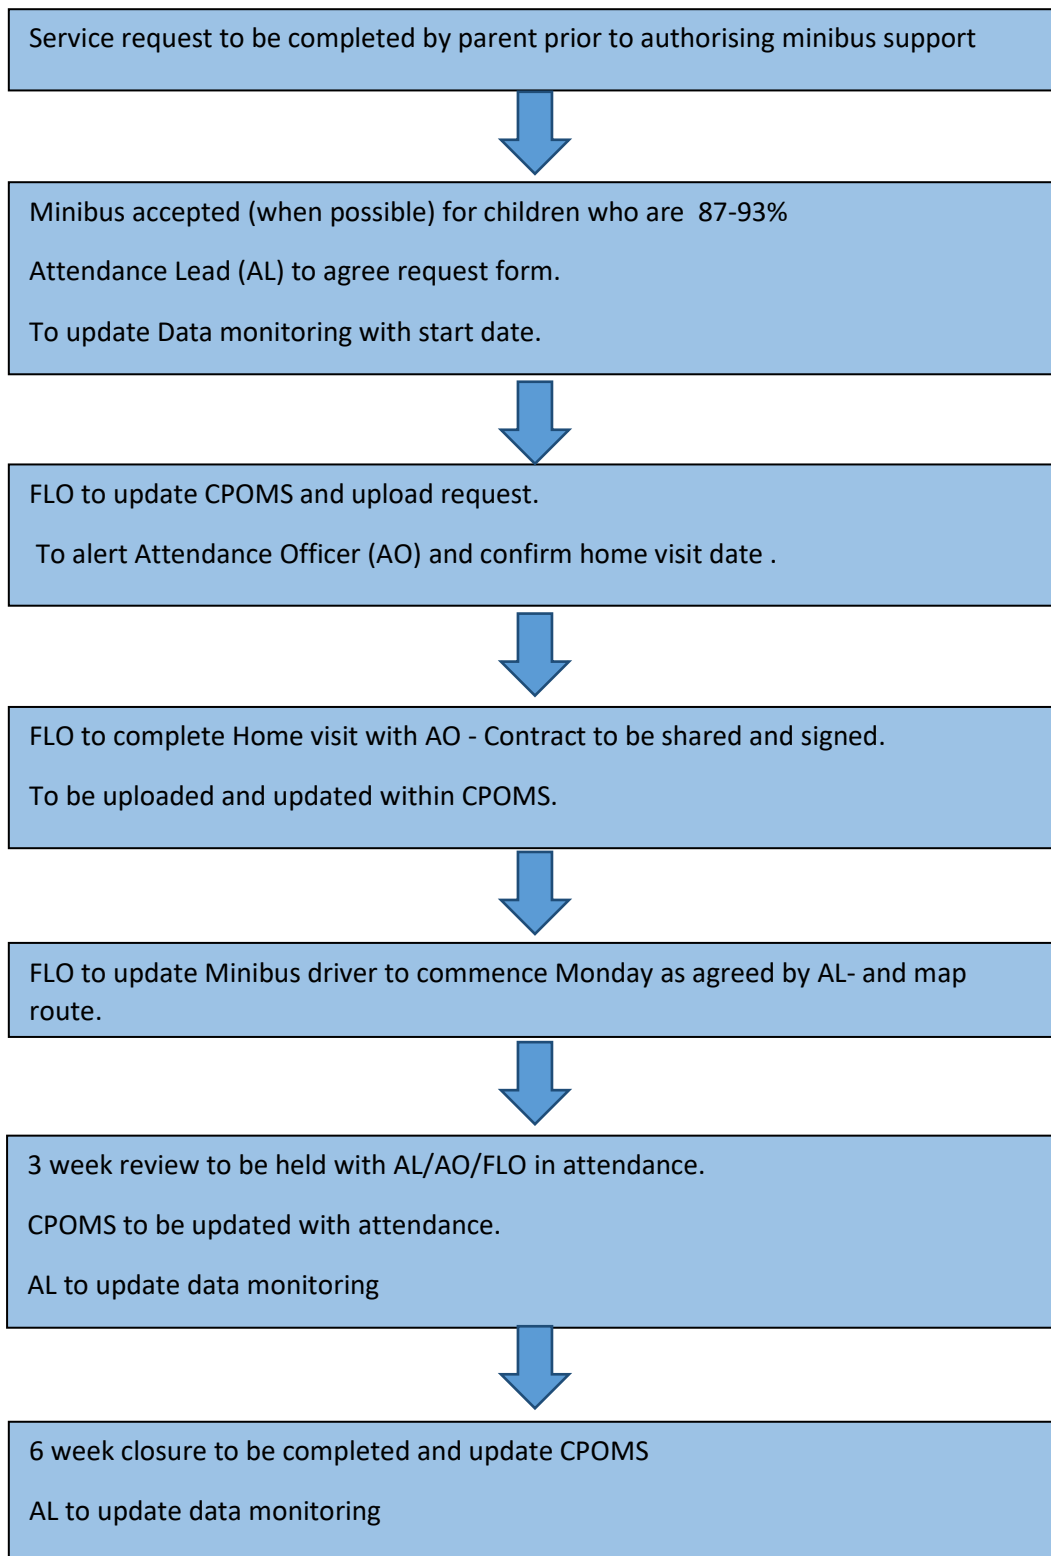 Service request to be completed by parent prior to authorising minibus support
Minibus accepted (when possible) for children who are  87-93%
Attendance Lead (AL) to agree request form.
To update Data monitoring with start date.
FLO to update CPOMS and upload request.
To alert Attendance Officer (AO) and confirm home visit date .
FLO to complete Home visit with AO - Contract to be shared and signed.
To be uploaded and updated within CPOMS.
FLO to update Minibus driver to commence Monday as agreed by AL- and map
route.
3 week review to be held with AL/AO/FLO in attendance.
CPOMS to be updated with attendance.
AL to update data monitoring
6 week closure to be completed and update CPOMS
AL to update data monitoring